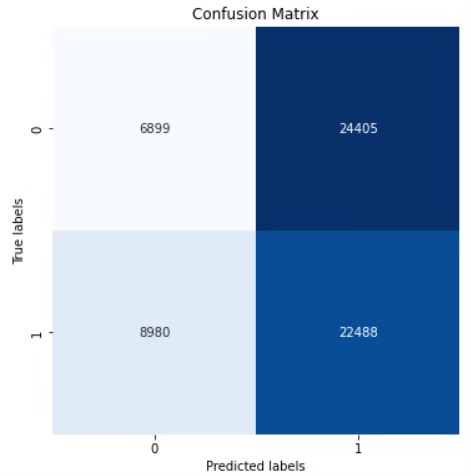 Confusion Matrix
0
6899
24405
True labels
1
8980
22488
0
1
Predicted labels